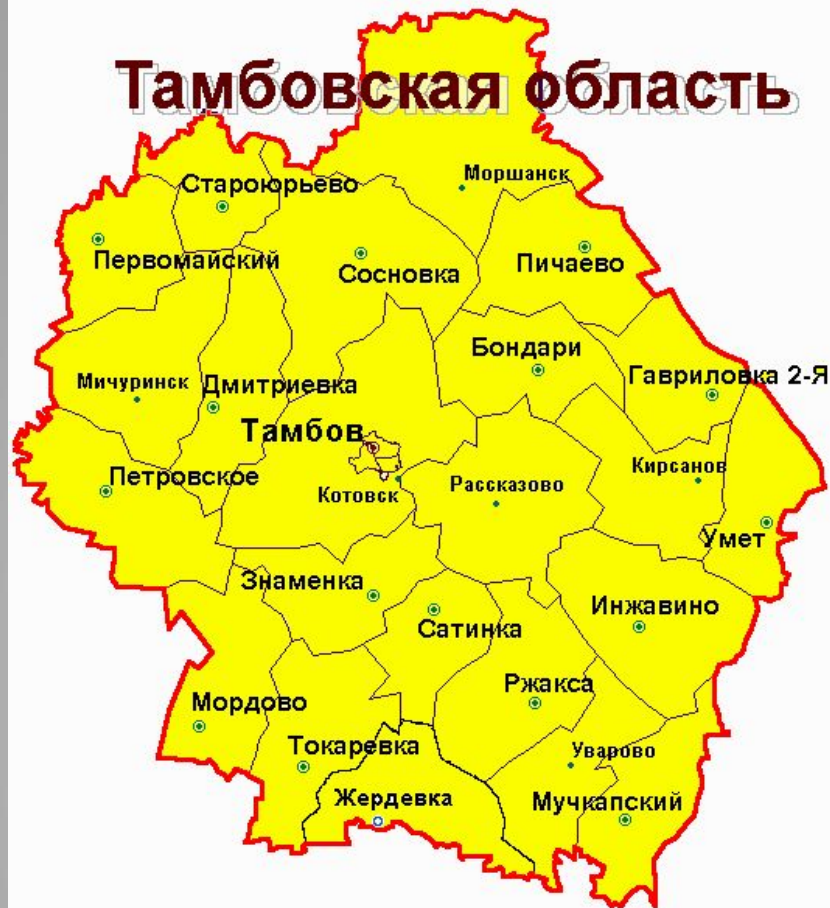 Тамбовская область
Моршанск
Староюрьево
Первомайский
Сосновка
Пичаево
Бондари
Гавриловка 2-Я
Мичуринск
Дмитриевка
Тамбов
Петровское
Котовск
Рассказово
Кирсанов
Умет
Знаменка
Сатинка
Инжавино
Ржакса
Мордово
Токаревка
Уварово
Жердевка
Мучкапский